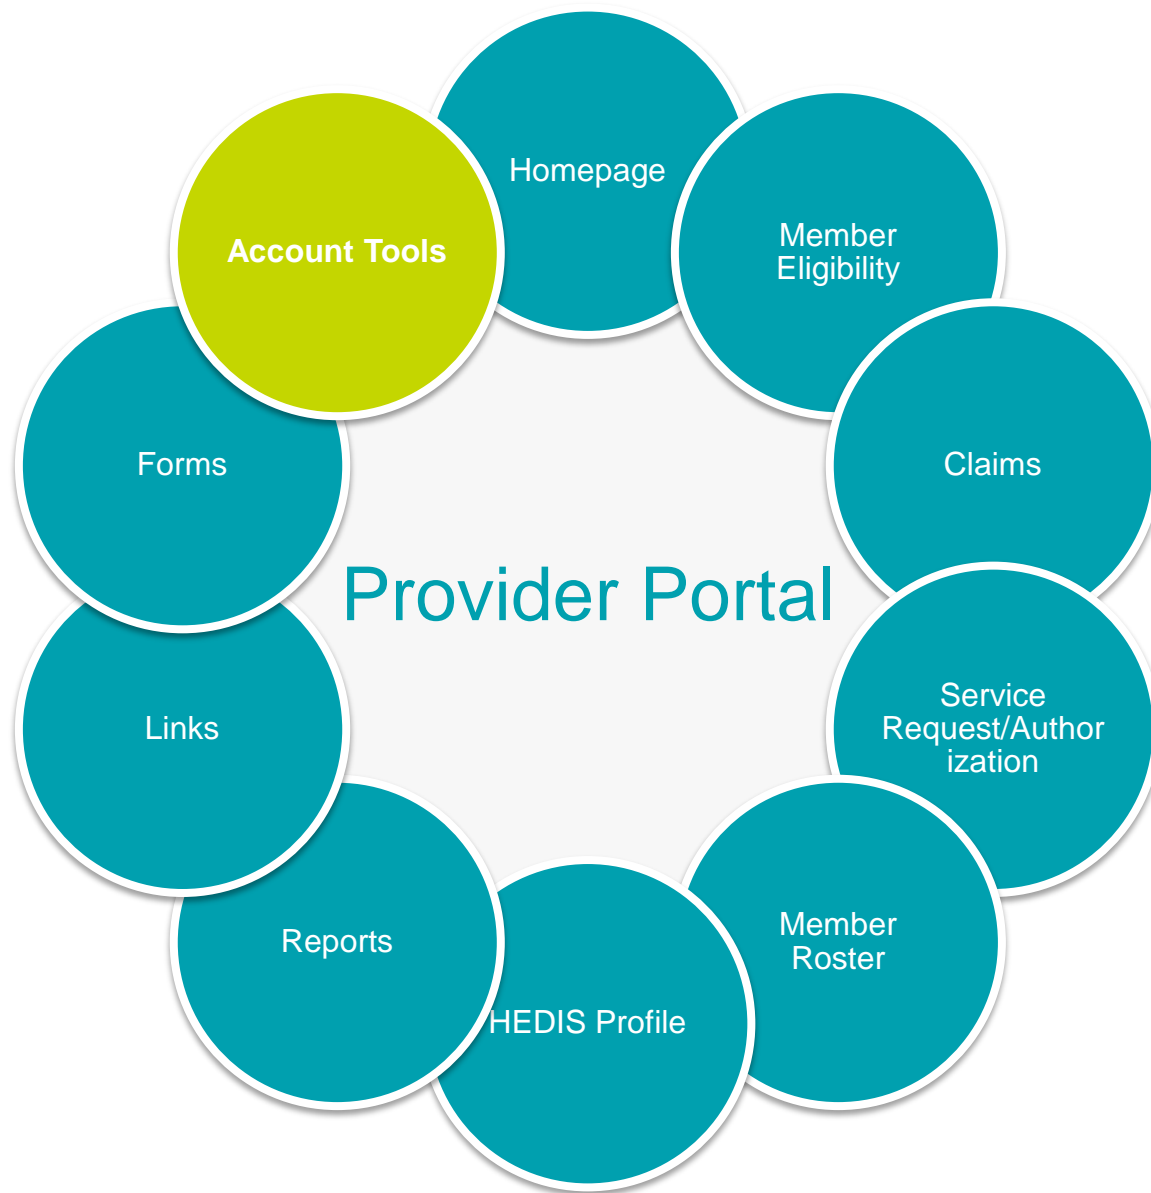 Homepage
Member
Eligibility
Claims
Service
Request/Author
ization
Member
Roster
HEDIS Profile
Reports
Links
Forms
Account Tools
Provider Portal